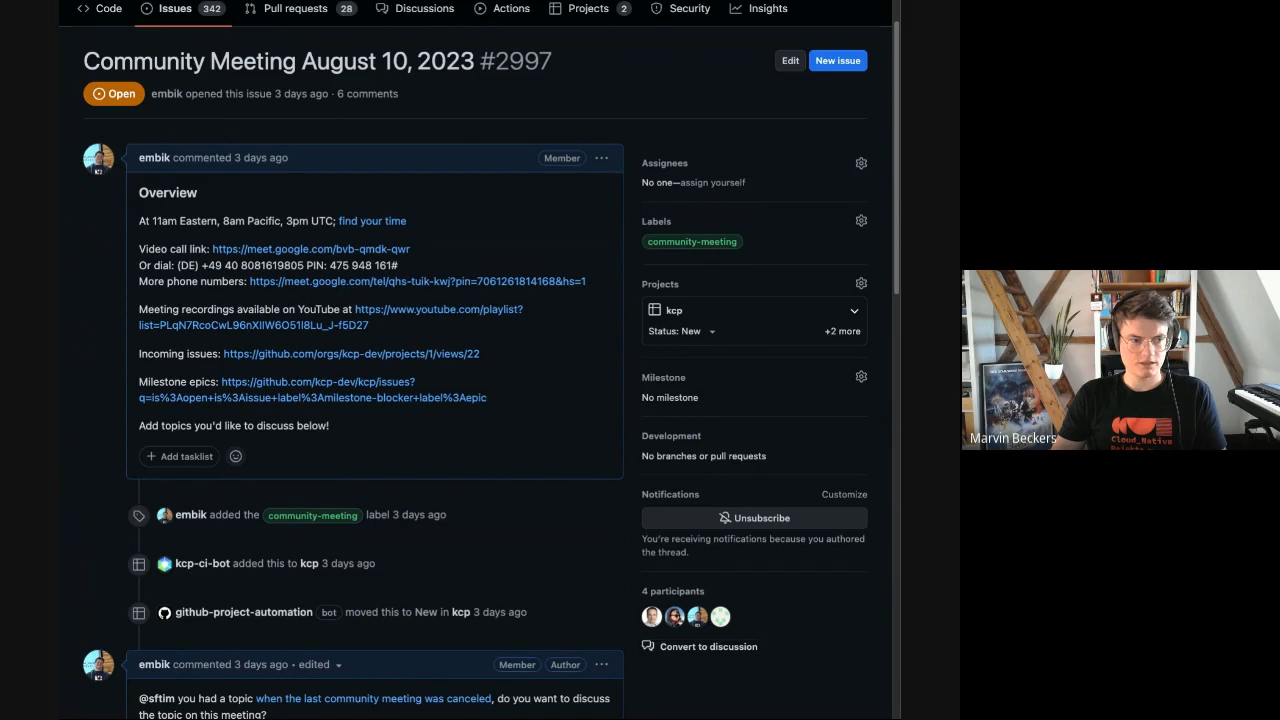 Code Issues 342 Pull requests 28 Discussions Actions Projects 2 Security Insights
Community Meeting August 10, 2023 #2997
Edit New issue
Open embik opened this issue 3 days ago · 6 comments
embik commented 3 days ago Member ···
Overview
At 11am Eastern, 8am Pacific, 3pm UTC; find your time
Video call link: https://meet.google.com/bvb-qmdk-qwr
Or dial: (DE) +49 40 8081619805 PIN: 475 948 161#
More phone numbers: https://meet.google.com/tel/qhs-tuik-kwj?pin=7061261814168&hs=1
Meeting recordings available on YouTube at https://www.youtube.com/playlist?
list=PLqN7RcoCwL96nXIIW6O51I8Lu_J-f5D27
Incoming issues: https://github.com/orgs/kcp-dev/projects/1/views/22
Milestone epics: https://github.com/kcp-dev/kcp/issues?
q=is%3Aopen+is%3Aissue+label%3Amilestone-blocker+label%3Aepic
Add topics you'd like to discuss below!
Add tasklist
embik added the community-meeting label 3 days ago
kcp-ci-bot added this to kcp 3 days ago
github-project-automation bot moved this to New in kcp 3 days ago
embik commented 3 days ago • edited Member Author ···
@sftim you had a topic when the last community meeting was canceled, do you want to discuss
the topic on this meeting?
Assignees
No one—assign yourself
Labels
community-meeting
Projects
kcp
Status: New +2 more
Milestone
No milestone
Development
No branches or pull requests
Notifications Customize
Unsubscribe
You're receiving notifications because you authored
the thread.
4 participants
Convert to discussion
Cloud_Native
Marvin Beckers